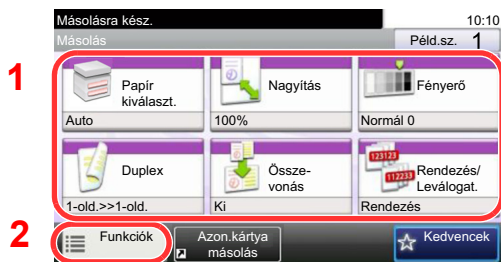 Másolásra kész.
10:10
Másolás
Péld.sz.
1
1
Papír
kiválaszt.
Auto
Nagyítás
100%
Fényerő
Normál 0
Duplex
1-old.>>1-old.
Össze-
vonás
Ki
123123
112233
Rendezés/
Leválogat.
Rendezés
2
Funkciók
Azon.kártya
másolás
Kedvencek